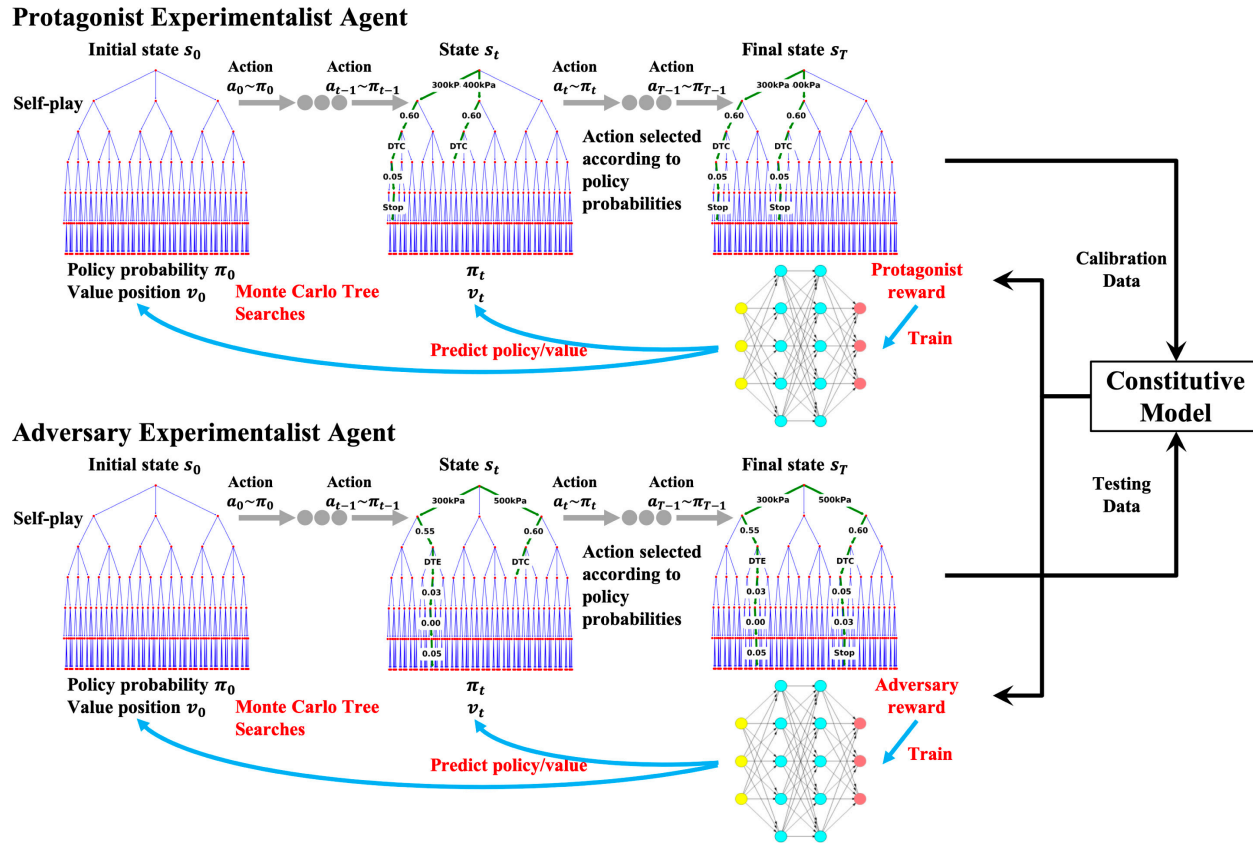 Protagonist Experimentalist Agent
Initial state s₀
State sₜ
Final state s_T
Action
a₀~π₀
Action
aₜ₋₁~πₜ₋₁
Action
aₜ~πₜ
Action
a_T₋₁~π_T₋₁
Self-play
300kP
400kPa
0.60
0.60
DTC
DTC
0.05
Stop
Action selected
according to
policy
probabilities
300kPa
00kPa
0.60
0.60
DTC
DTC
0.05
0.05
Stop
Stop
Policy probability π₀
Value position v₀
Monte Carlo Tree
Searches
πₜ
vₜ
Predict policy/value
Protagonist
reward
Train
Calibration
Data
Constitutive
Model
Testing
Data
Adversary Experimentalist Agent
Initial state s₀
State sₜ
Final state s_T
Action
a₀~π₀
Action
aₜ₋₁~πₜ₋₁
Action
aₜ~πₜ
Action
a_T₋₁~π_T₋₁
Self-play
300kPa
500kPa
0.55
0.60
DTE
DTC
0.03
0.00
0.05
Action selected
according to
policy
probabilities
300kPa
500kPa
0.55
0.60
DTE
DTC
0.03
0.05
0.00
0.03
0.05
Stop
Policy probability π₀
Value position v₀
Monte Carlo Tree
Searches
πₜ
vₜ
Predict policy/value
Adversary
reward
Train